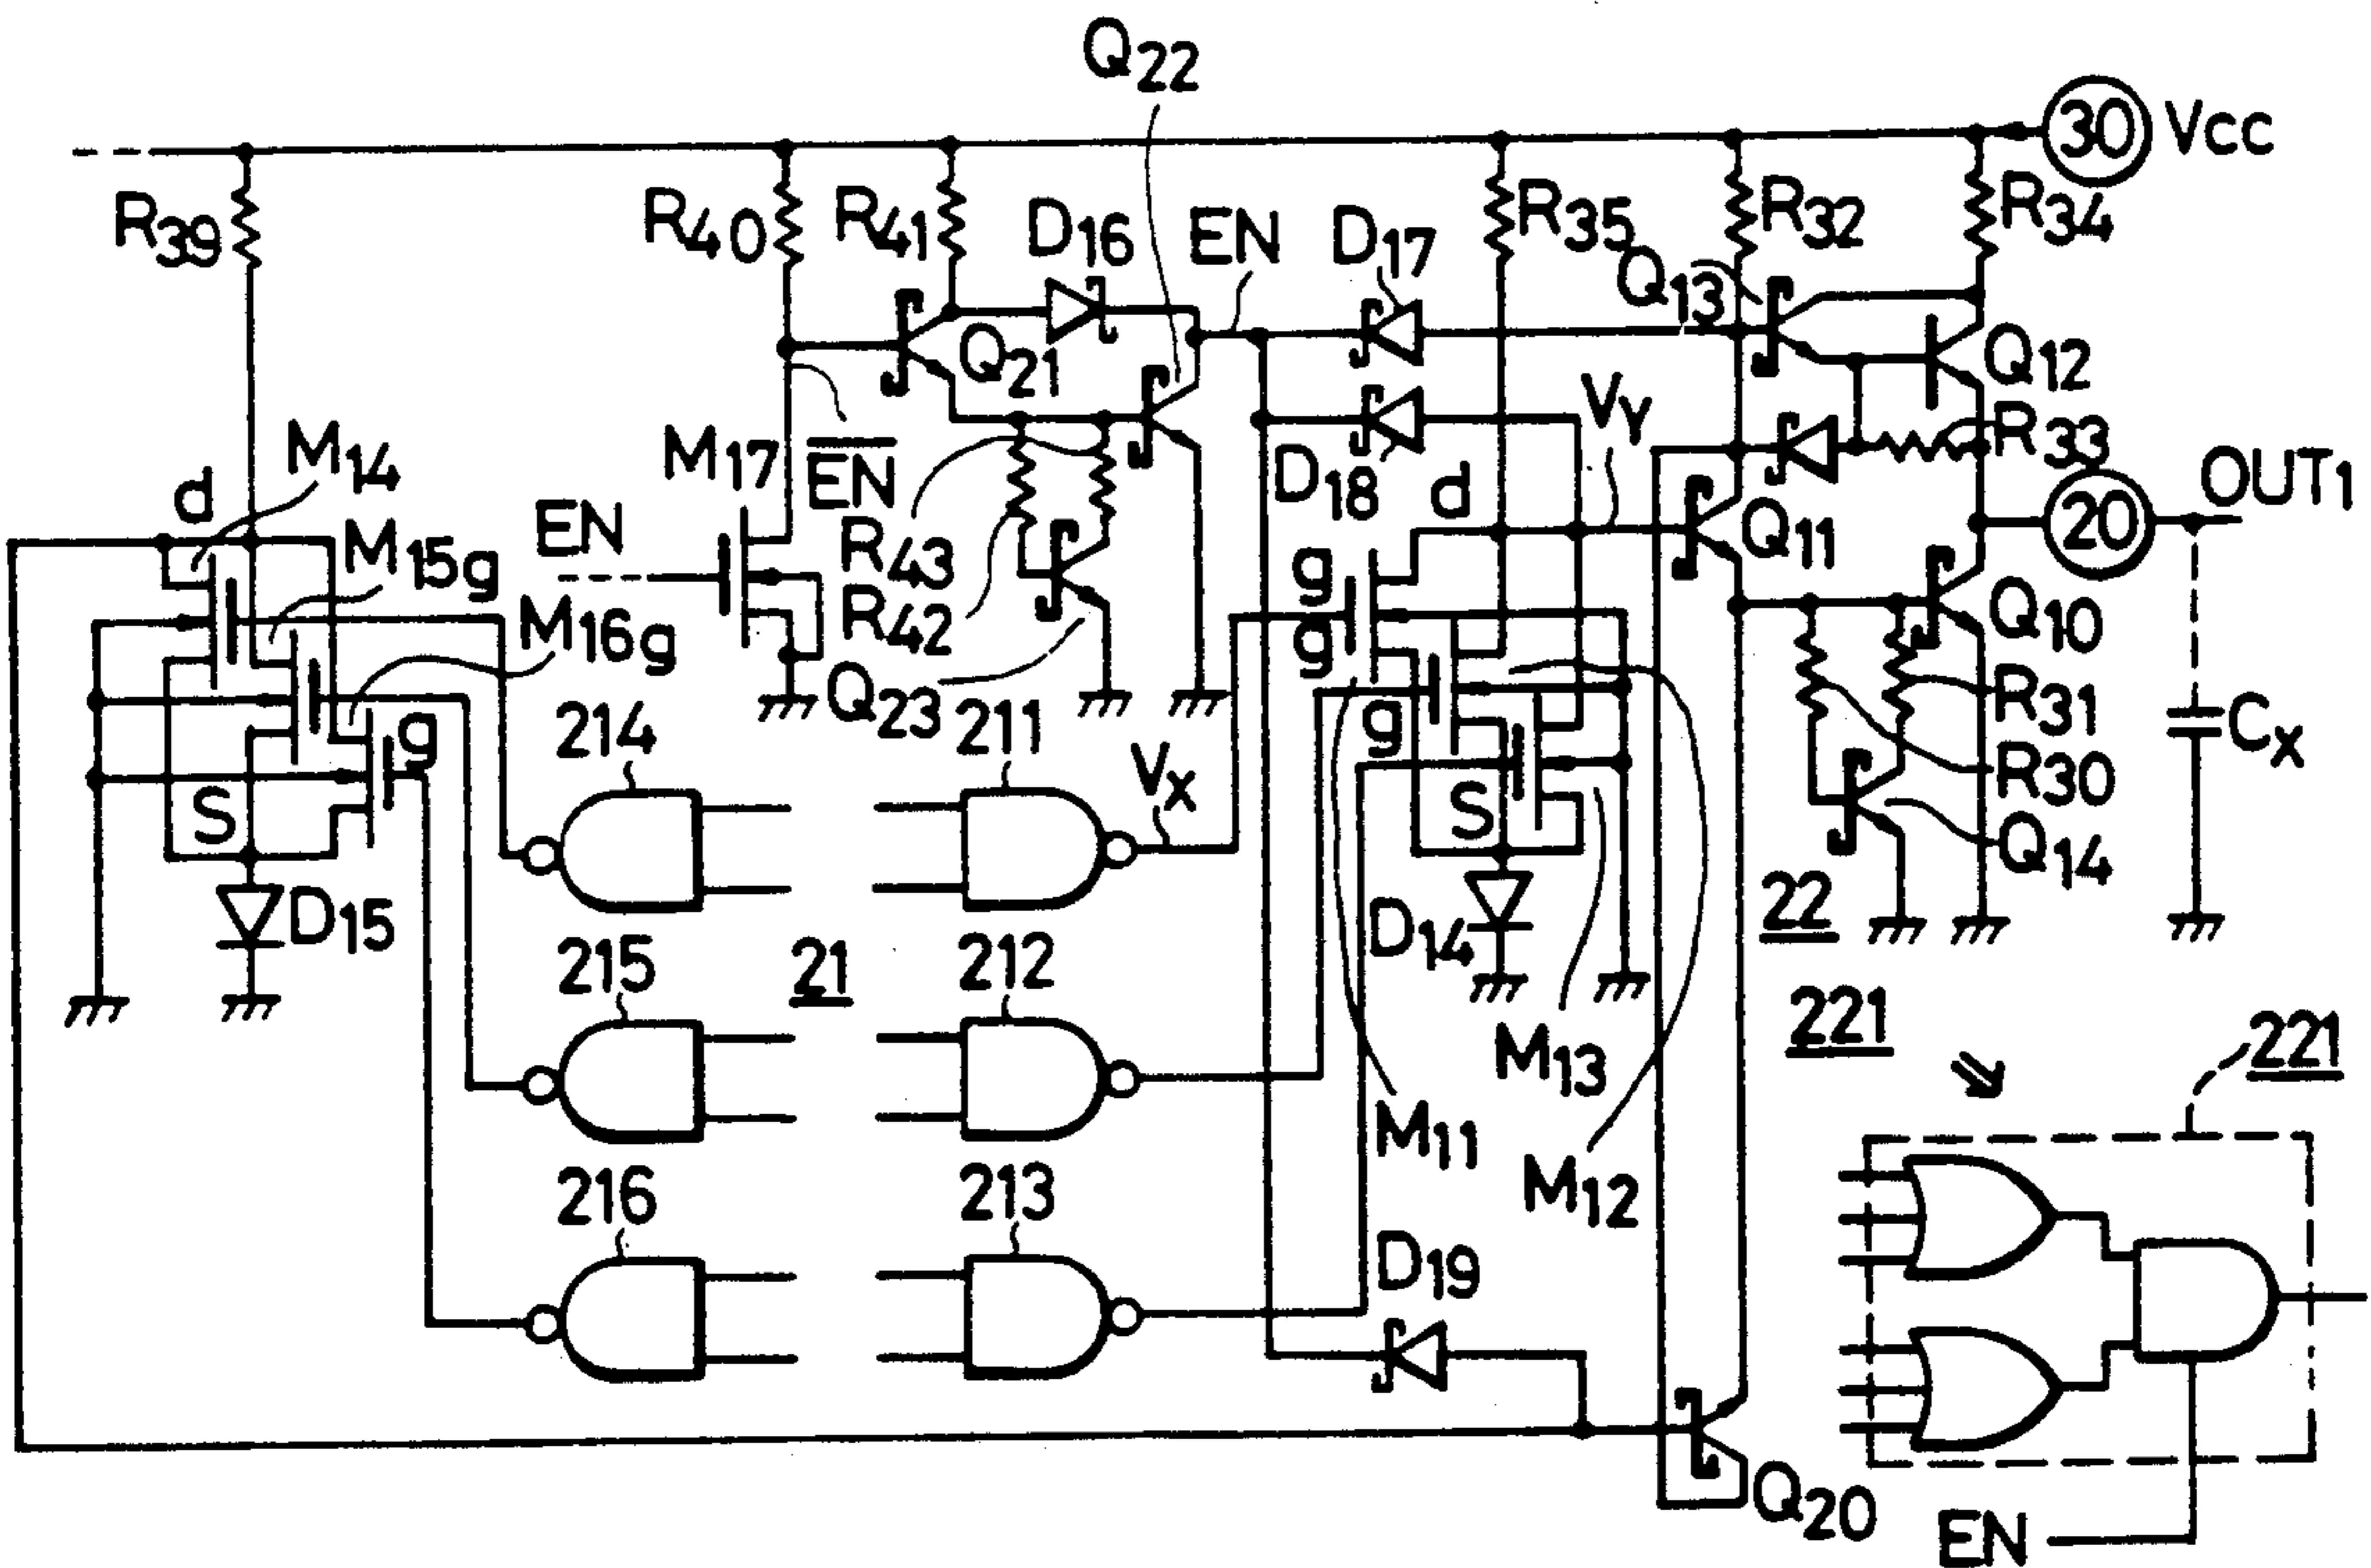 Q22
30 Vcc
R39
R40
R41
D16
EN
D17
R35
Q13
R32
R34
Q21
Q12
VY
R33
d
M14
M17
EN
D18
d
OUT1
20
M15g
EN
R43
g
Q11
M16g
R42
g
Q10
Q23
R31
214
211
VX
g
g
R30
CX
S
S
Q14
D15
D14
22
215
21
212
M13
221
221
M11
M12
216
213
D19
Q20
EN